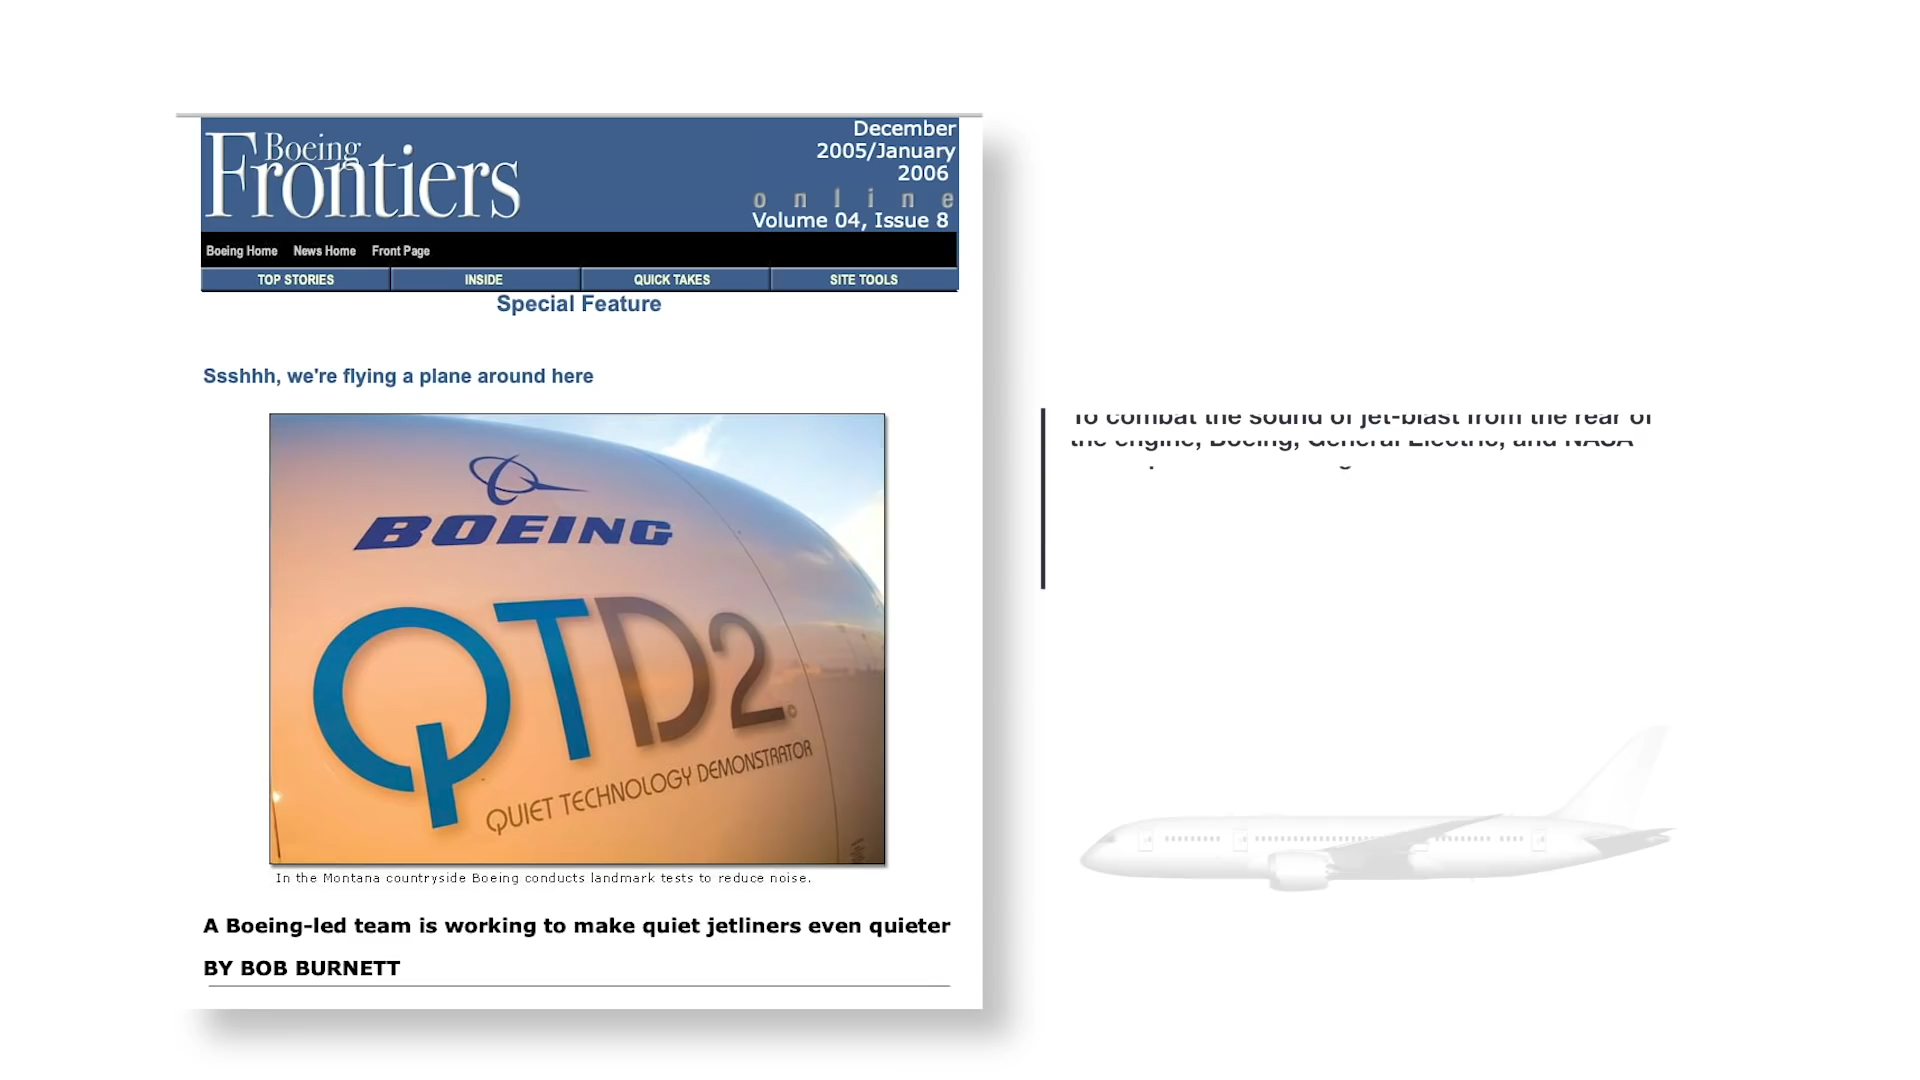 Boeing
Frontiers
December
2005/January
2006
online
Volume 04, Issue 8
Boeing Home News Home Front Page
TOP STORIES INSIDE QUICK TAKES SITE TOOLS
Special Feature
Ssshhh, we're flying a plane around here
BOEING
QTD2
QUIET TECHNOLOGY DEMONSTRATOR
In the Montana countryside Boeing conducts landmark tests to reduce noise.
A Boeing-led team is working to make quiet jetliners even quieter
BY BOB BURNETT
To combat the sound of jet-blast from the rear of
the engine, Boeing, General Electric, and NASA